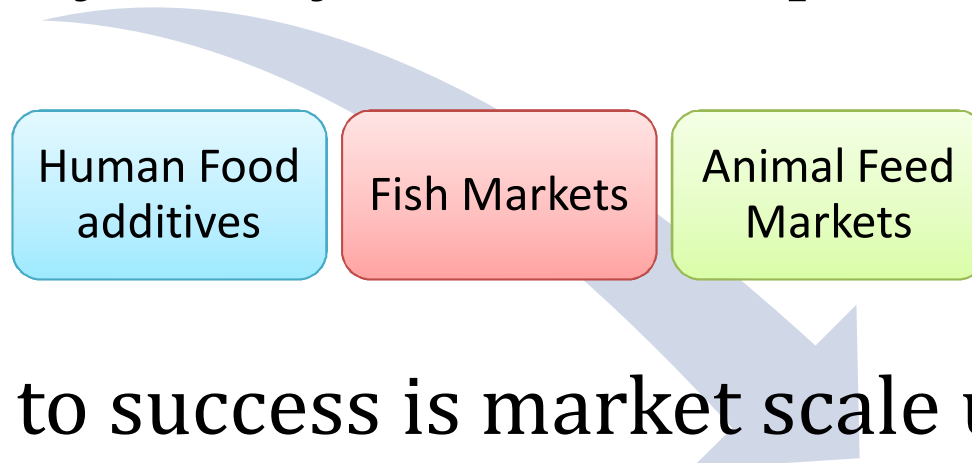 Human Food
additives
Fish Markets
Animal Feed
Markets
to success is market scale